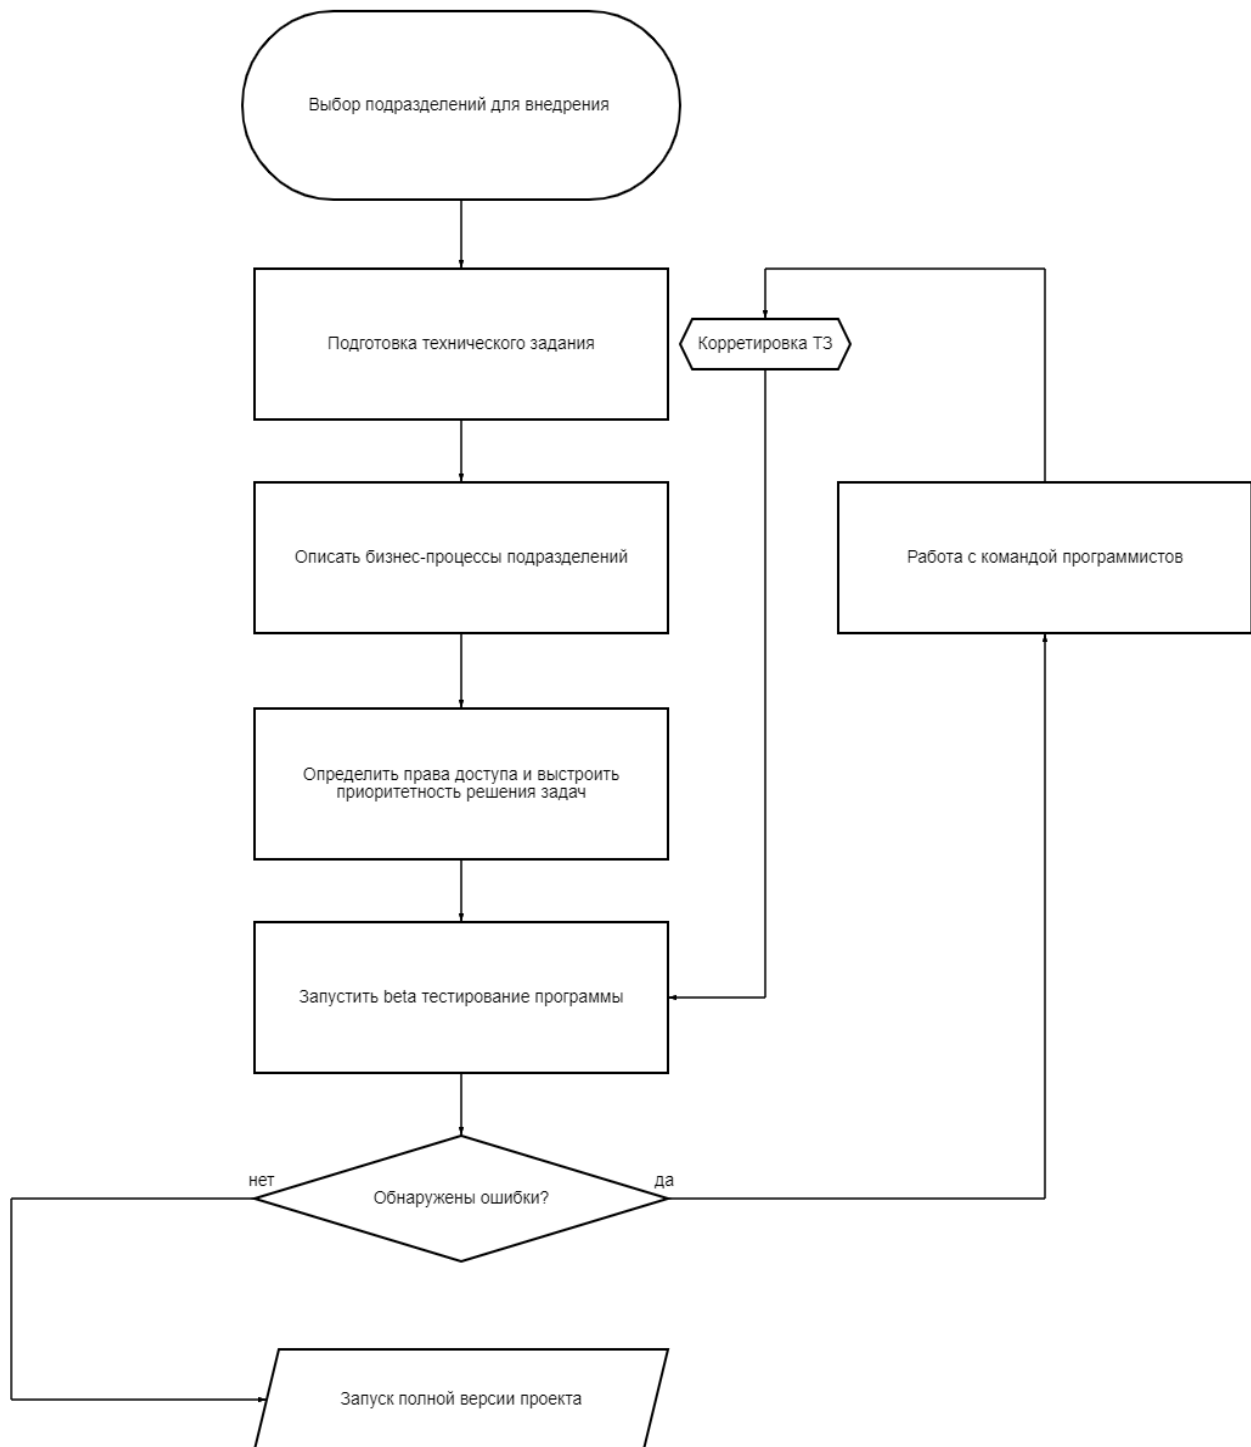 Выбор подразделений для внедрения
Подготовка технического задания
Корретировка ТЗ
Описать бизнес-процессы подразделений
Работа с командой программистов
Определить права доступа и выстроить
приоритетность решения задач
Запустить beta тестирование программы
нет
да
Обнаружены ошибки?
Запуск полной версии проекта